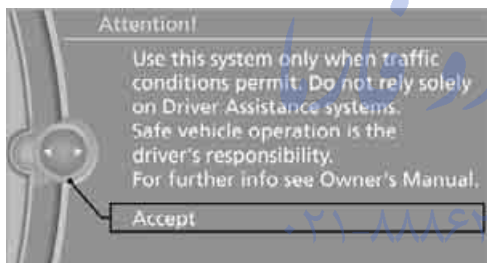 Attention!
Use this system only when traffic
conditions permit. Do not rely solely
on Driver Assistance systems.
Safe vehicle operation is the
driver's responsibility.
For further info see Owner's Manual.
Accept